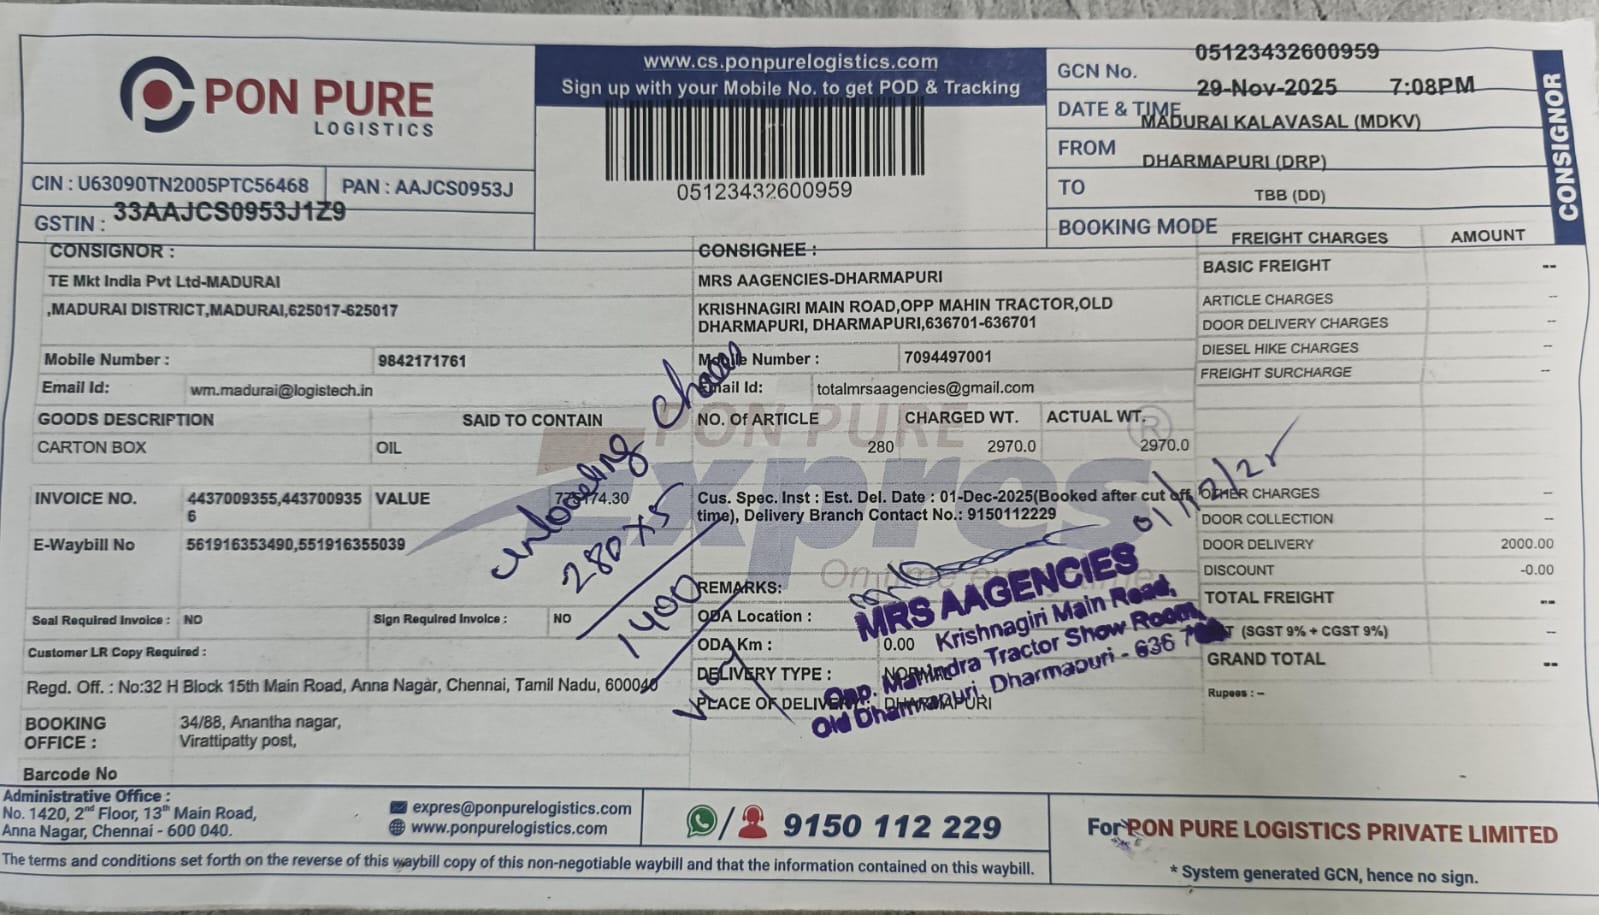 PON PURE
LOGISTICS
CIN : U63090TN2005PTC56468
PAN : AAJCS0953J
GSTIN : 33AAJCS0953J1Z9
www.cs.ponpurelogistics.com
Sign up with your Mobile No. to get POD & Tracking
05123432600959
GCN No. 05123432600959
DATE & TIME 29-Nov-2025 7:08PM
FROM MADURAI KALAVASAL (MDKV)
TO DHARMAPURI (DRP)
BOOKING MODE TBB (DD)
CONSIGNOR
CONSIGNOR :
TE Mkt India Pvt Ltd-MADURAI
,MADURAI DISTRICT,MADURAI,625017-625017
Mobile Number : 9842171761
Email Id: wm.madurai@logistech.in
CONSIGNEE :
MRS AAGENCIES-DHARMAPURI
KRISHNAGIRI MAIN ROAD,OPP MAHIN TRACTOR,OLD
DHARMAPURI, DHARMAPURI,636701-636701
Mobile Number : 7094497001
Email Id: totalmrsaagencies@gmail.com
GOODS DESCRIPTION SAID TO CONTAIN
CARTON BOX OIL
NO. Of ARTICLE CHARGED WT. ACTUAL WT.
280 2970.0 2970.0
PON PURE ®
Expres
INVOICE NO. 4437009355,443700935
6
VALUE
E-Waybill No 561916353490,551916355039
Cus. Spec. Inst : Est. Del. Date : 01-Dec-2025(Booked after cut off
time), Delivery Branch Contact No.: 9150112229
Seal Required Invoice : NO
Sign Required Invoice : NO
Customer LR Copy Required :
REMARKS:
ODA Location :
ODA Km : 0.00
DELIVERY TYPE : NORMAL
PLACE OF DELIVERY : DHARMAPURI
unloading
280 x 5
1400
01/12/25
MRS AAGENCIES
Krishnagiri Main Road,
Opp. Mahindra Tractor Show Room,
Old Dharmapuri, Dharmapuri - 636
FREIGHT CHARGES AMOUNT
BASIC FREIGHT --
ARTICLE CHARGES --
DOOR DELIVERY CHARGES --
DIESEL HIKE CHARGES --
FREIGHT SURCHARGE --
OTHER CHARGES --
DOOR COLLECTION --
DOOR DELIVERY 2000.00
DISCOUNT -0.00
TOTAL FREIGHT --
(SGST 9% + CGST 9%) --
GRAND TOTAL --
Rupees : --
Regd. Off. : No:32 H Block 15th Main Road, Anna Nagar, Chennai, Tamil Nadu, 600040
BOOKING
OFFICE :
34/88, Anantha nagar,
Virattipatty post,
Barcode No
Administrative Office :
No. 1420, 2nd Floor, 13th Main Road,
Anna Nagar, Chennai - 600 040.
expres@ponpurelogistics.com
www.ponpurelogistics.com
9150 112 229
For PON PURE LOGISTICS PRIVATE LIMITED
The terms and conditions set forth on the reverse of this waybill copy of this non-negotiable waybill and that the information contained on this waybill.
* System generated GCN, hence no sign.